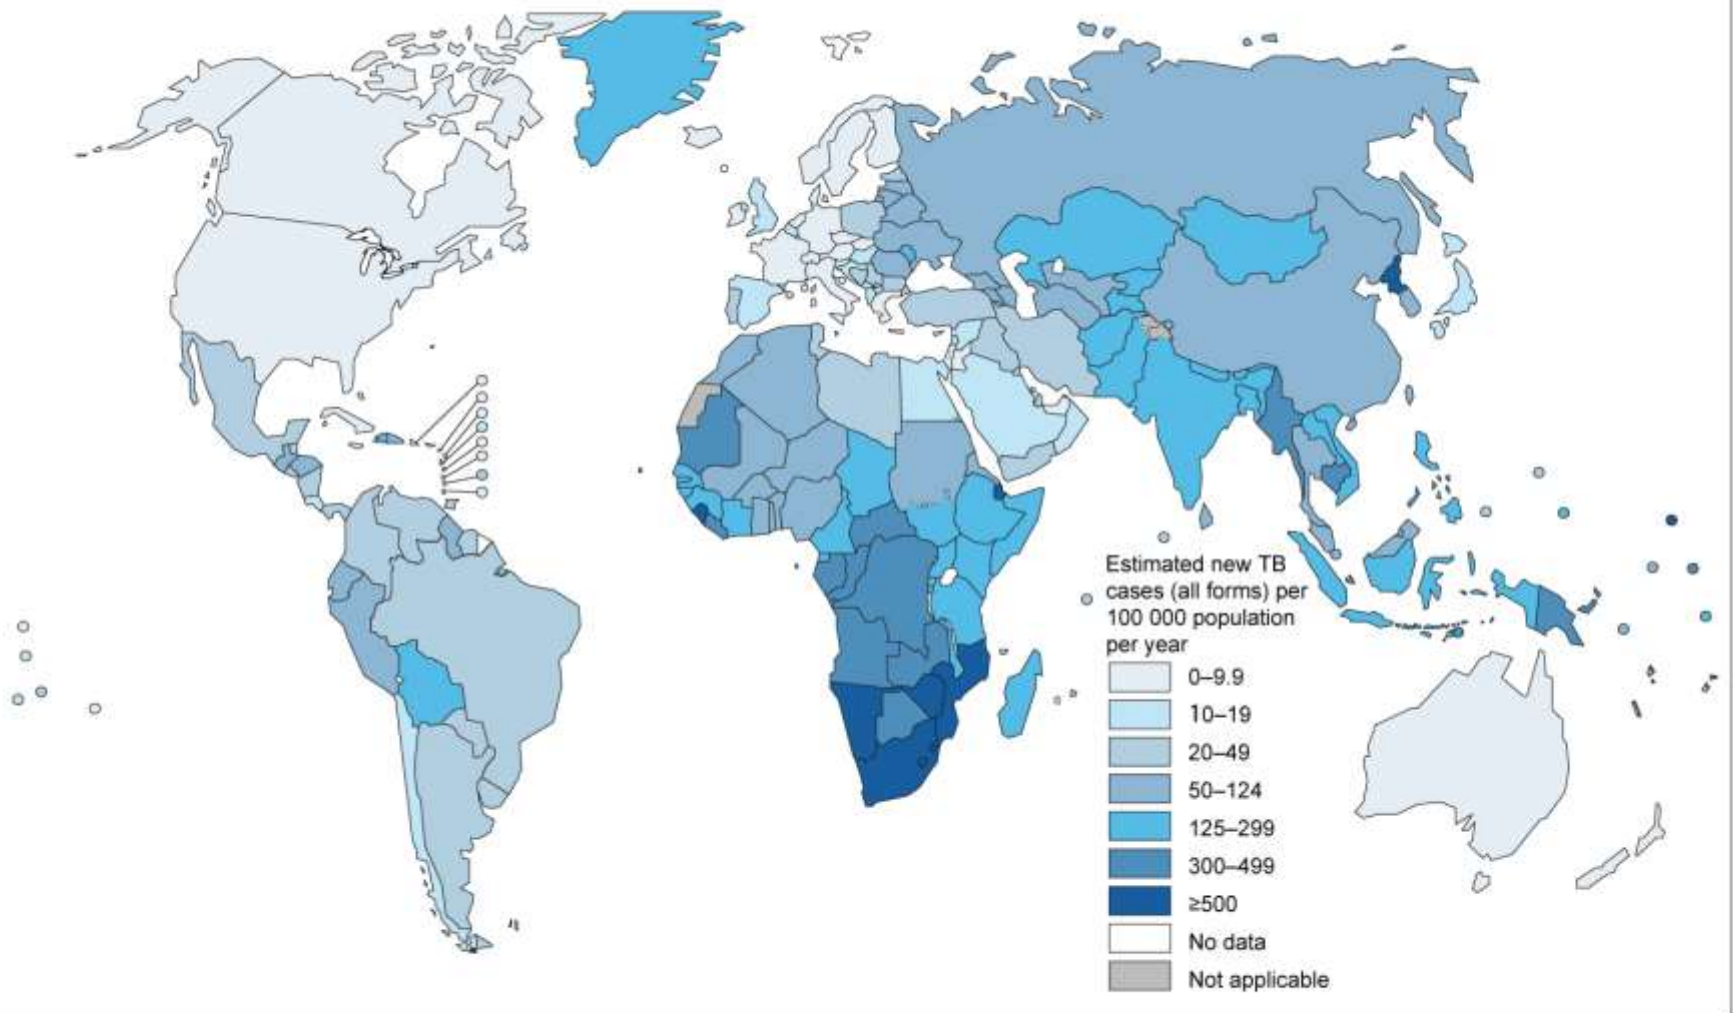 Estimated new TB
cases (all forms) per
100 000 population
per year
0–9.9
10–19
20–49
50–124
125–299
300–499
≥500
No data
Not applicable